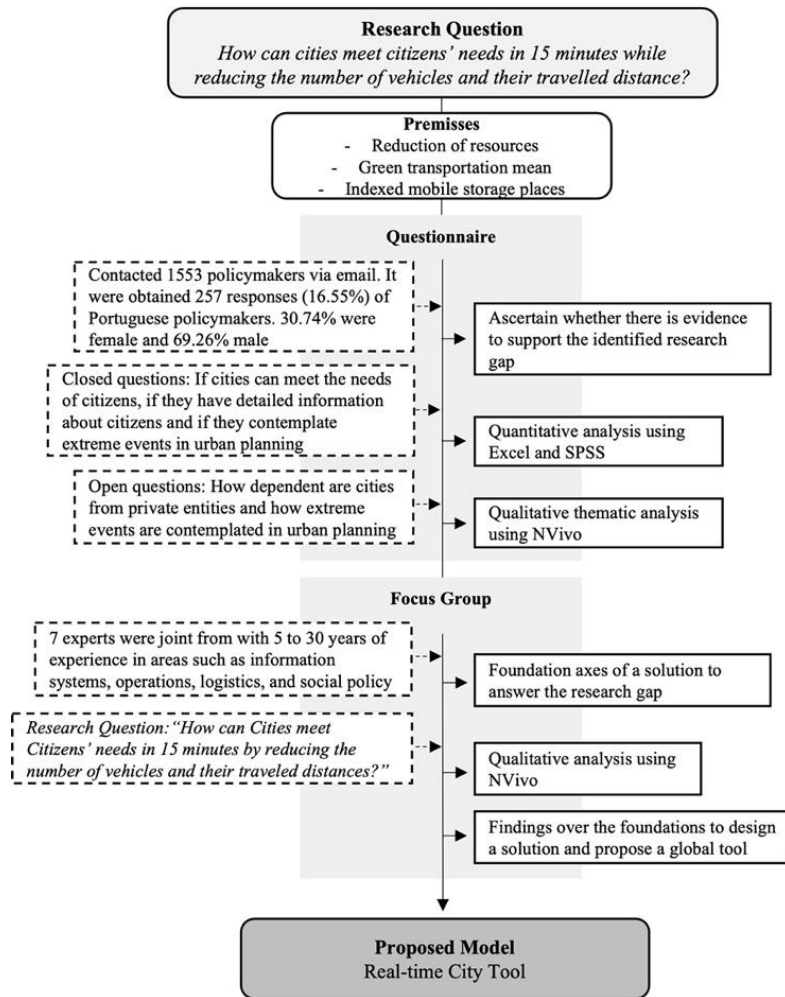 Research Question
How can cities meet citizens' needs in 15 minutes while
reducing the number of vehicles and their travelled distance?
Premisses
- Reduction of resources
- Green transportation mean
- Indexed mobile storage places
Questionnaire
Contacted 1553 policymakers via email. It
were obtained 257 responses (16.55%) of
Portuguese policymakers. 30.74% were
female and 69.26% male
Ascertain whether there is evidence
to support the identified research
gap
Closed questions: If cities can meet the needs
of citizens, if they have detailed information
about citizens and if they contemplate
extreme events in urban planning
Quantitative analysis using
Excel and SPSS
Open questions: How dependent are cities
from private entities and how extreme
events are contemplated in urban planning
Qualitative thematic analysis
using NVivo
Focus Group
7 experts were joint from with 5 to 30 years of
experience in areas such as information
systems, operations, logistics, and social policy
Foundation axes of a solution to
answer the research gap
Research Question: “How can Cities meet
Citizens' needs in 15 minutes by reducing the
number of vehicles and their traveled distances?”
Qualitative analysis using
NVivo
Findings over the foundations to design
a solution and propose a global tool
Proposed Model
Real-time City Tool